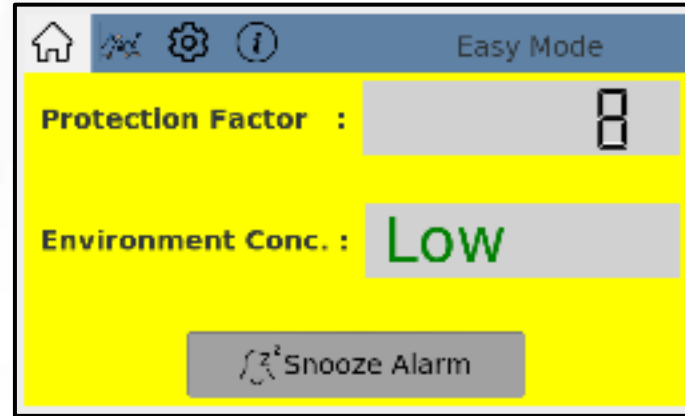 Easy Mode
Protection Factor : 8
Environment Conc. : Low
Snooze Alarm